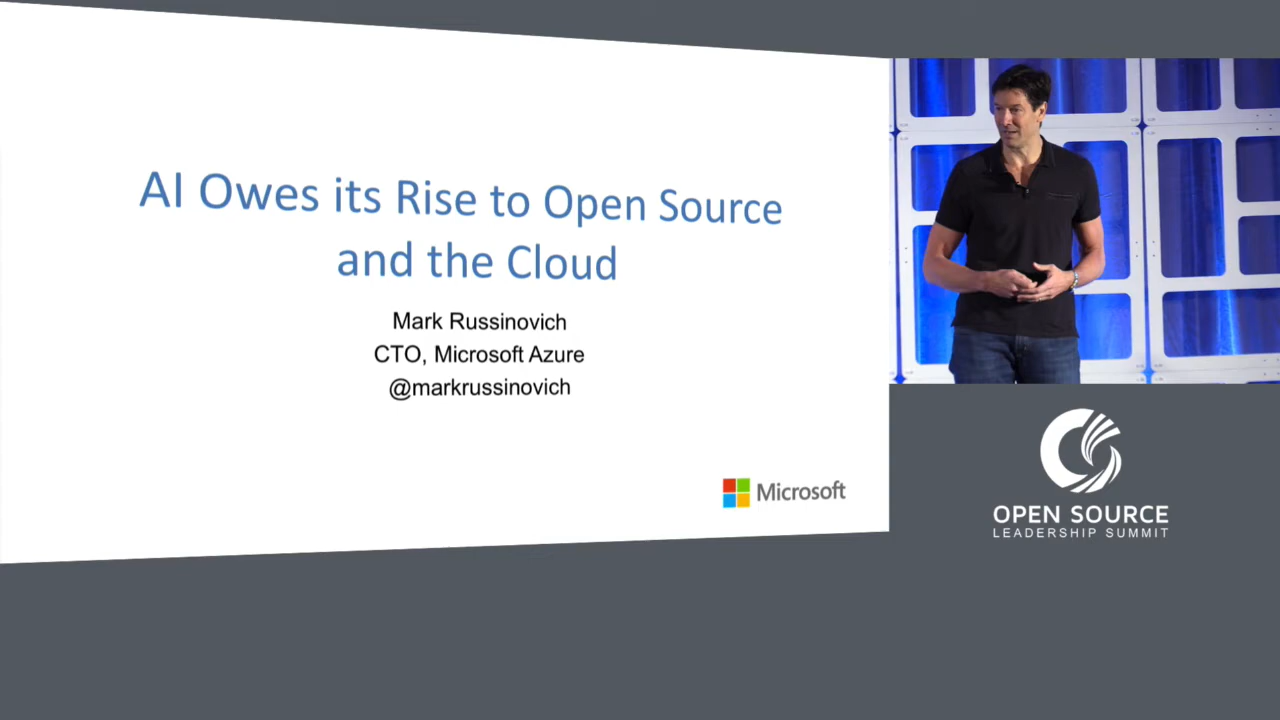 AI Owes its Rise to Open Source
and the Cloud
Mark Russinovich
CTO, Microsoft Azure
@markrussinovich
Microsoft
OPEN SOURCE
LEADERSHIP SUMMIT